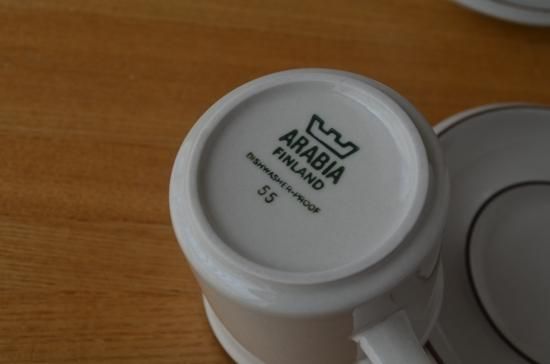 ARABIA
FINLAND
DISHWASHER-PROOF
55